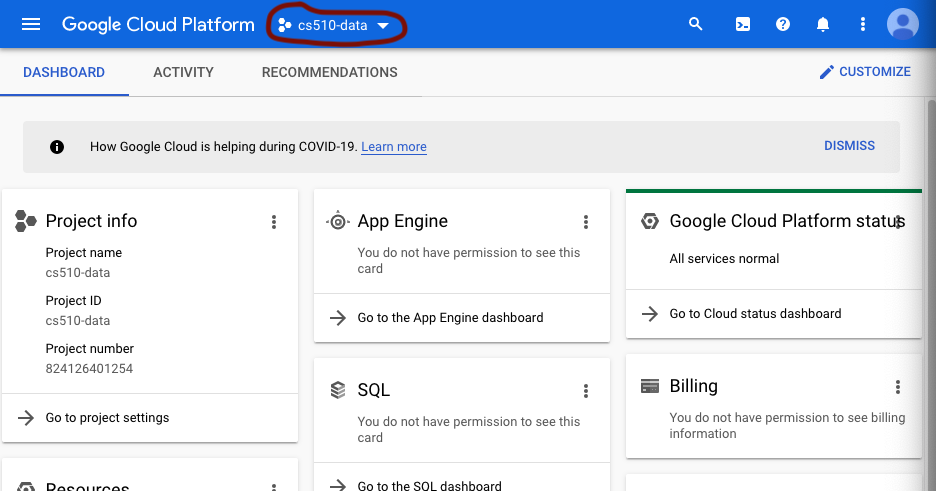 Google Cloud Platform cs510-data
DASHBOARD ACTIVITY RECOMMENDATIONS CUSTOMIZE
How Google Cloud is helping during COVID-19. Learn more DISMISS
Project info
Project name
cs510-data
Project ID
cs510-data
Project number
824126401254
Go to project settings
Resources
App Engine
You do not have permission to see this
card
Go to the App Engine dashboard
SQL
You do not have permission to see this
card
Go to the SQL dashboard
Google Cloud Platform status
All services normal
Go to Cloud status dashboard
Billing
You do not have permission to see billing
information